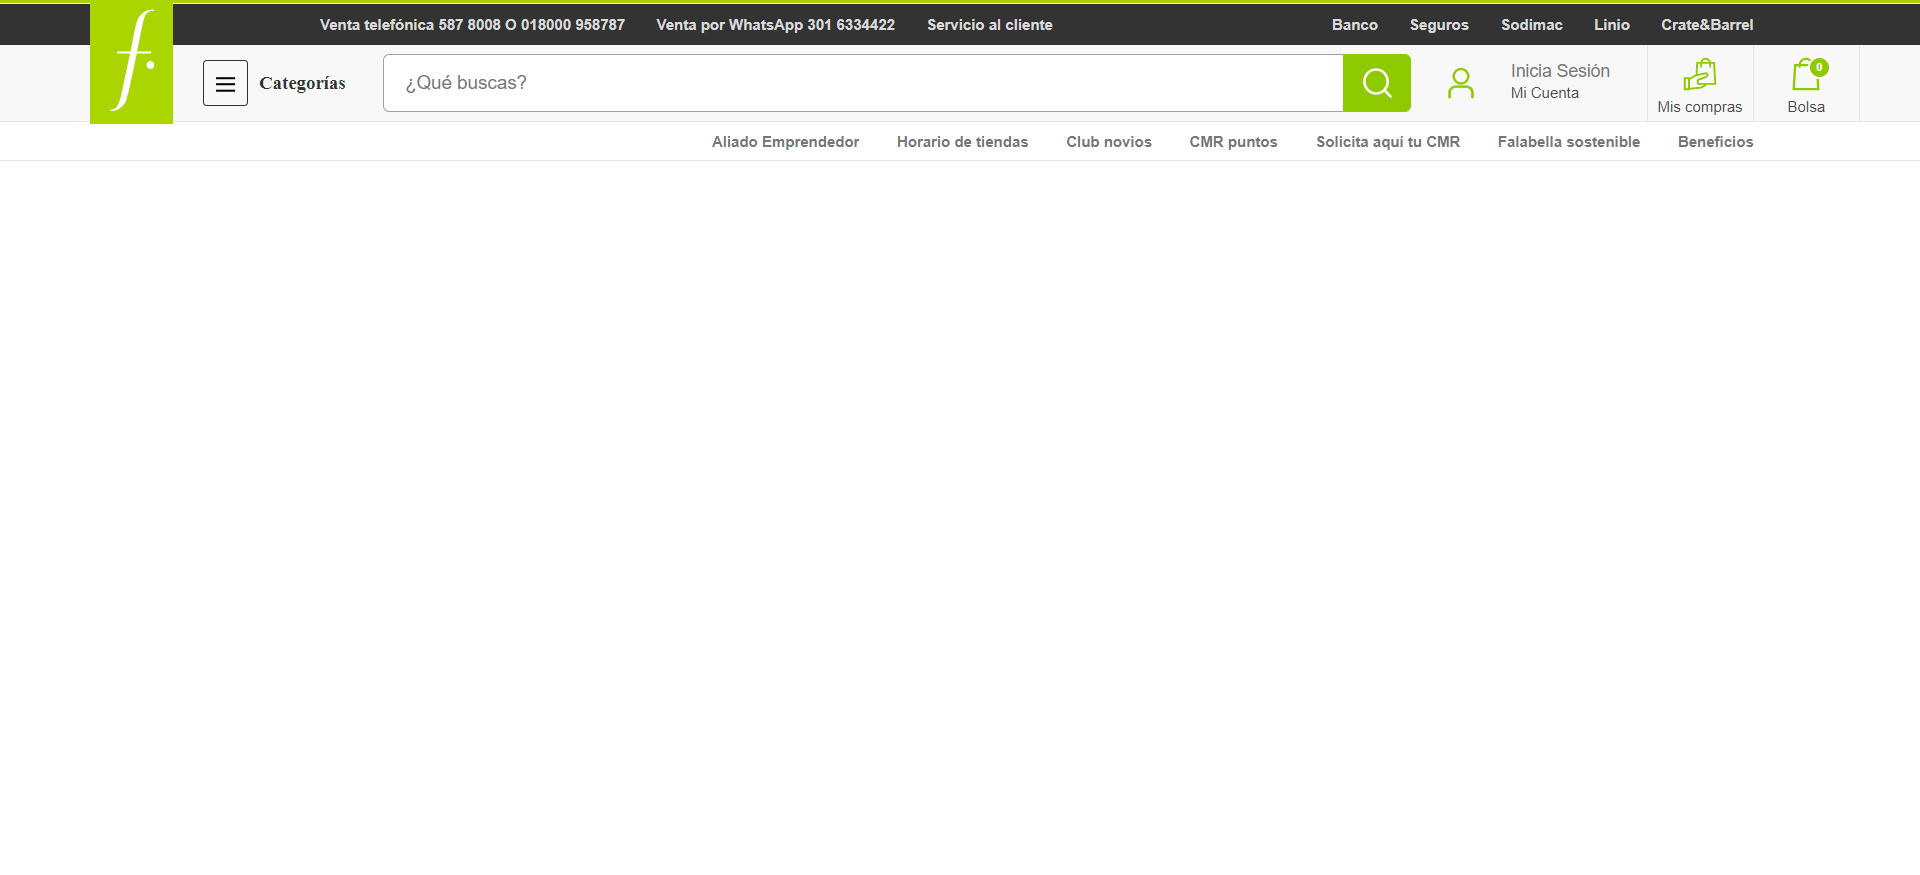 Venta telefónica 587 8008 O 018000 958787 Venta por WhatsApp 301 6334422 Servicio al cliente Banco Seguros Sodimac Linio Crate&Barrel
f.
Categorías ¿Qué buscas?
Inicia Sesión
Mi Cuenta
Mis compras
0
Bolsa
Aliado Emprendedor Horario de tiendas Club novios CMR puntos Solicita aquí tu CMR Falabella sostenible Beneficios